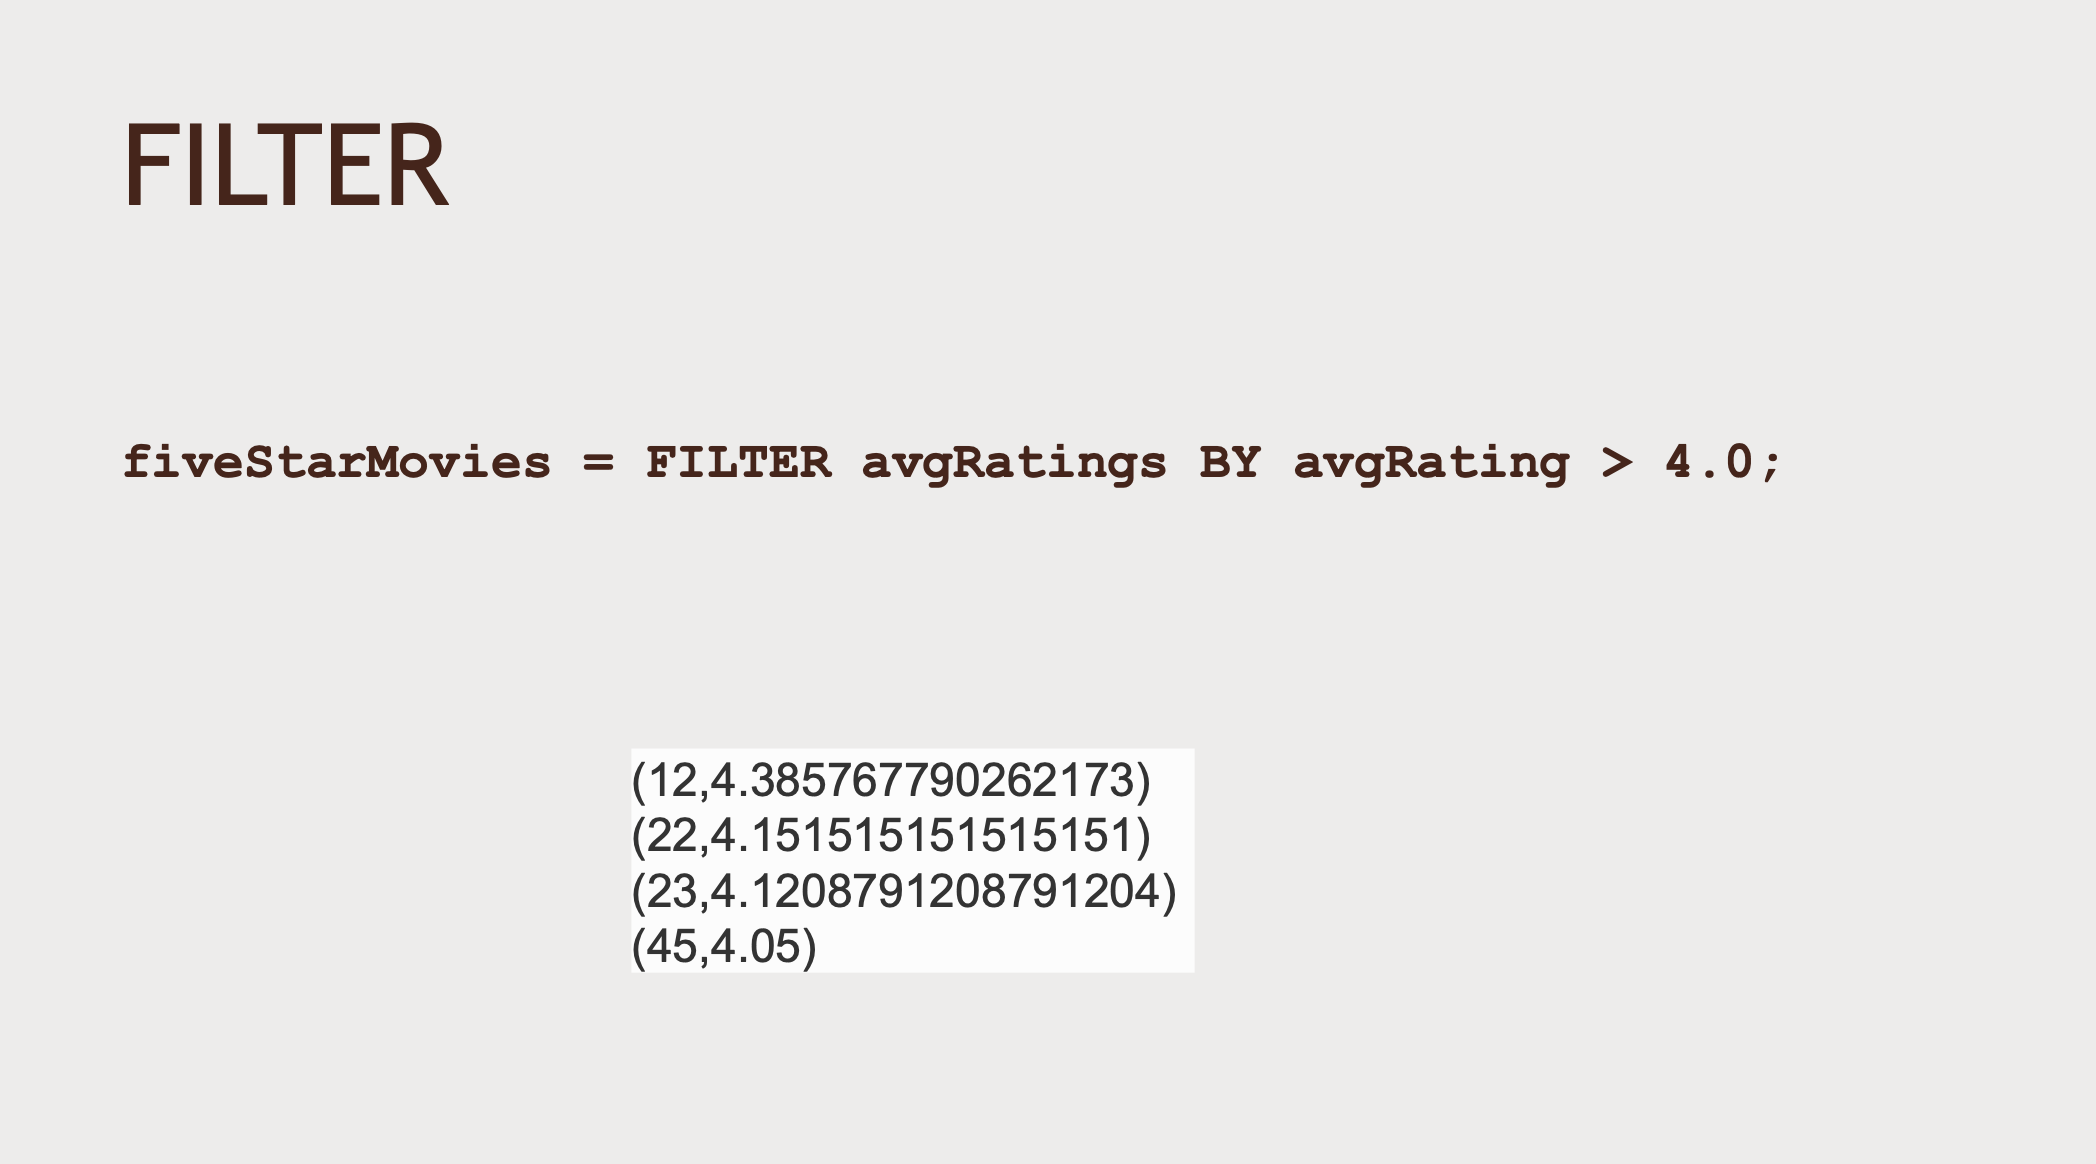 FILTER
fiveStarMovies = FILTER avgRatings BY avgRating > 4.0;
(12,4.385767790262173)
(22,4.151515151515151)
(23,4.1208791208791204)
(45,4.05)